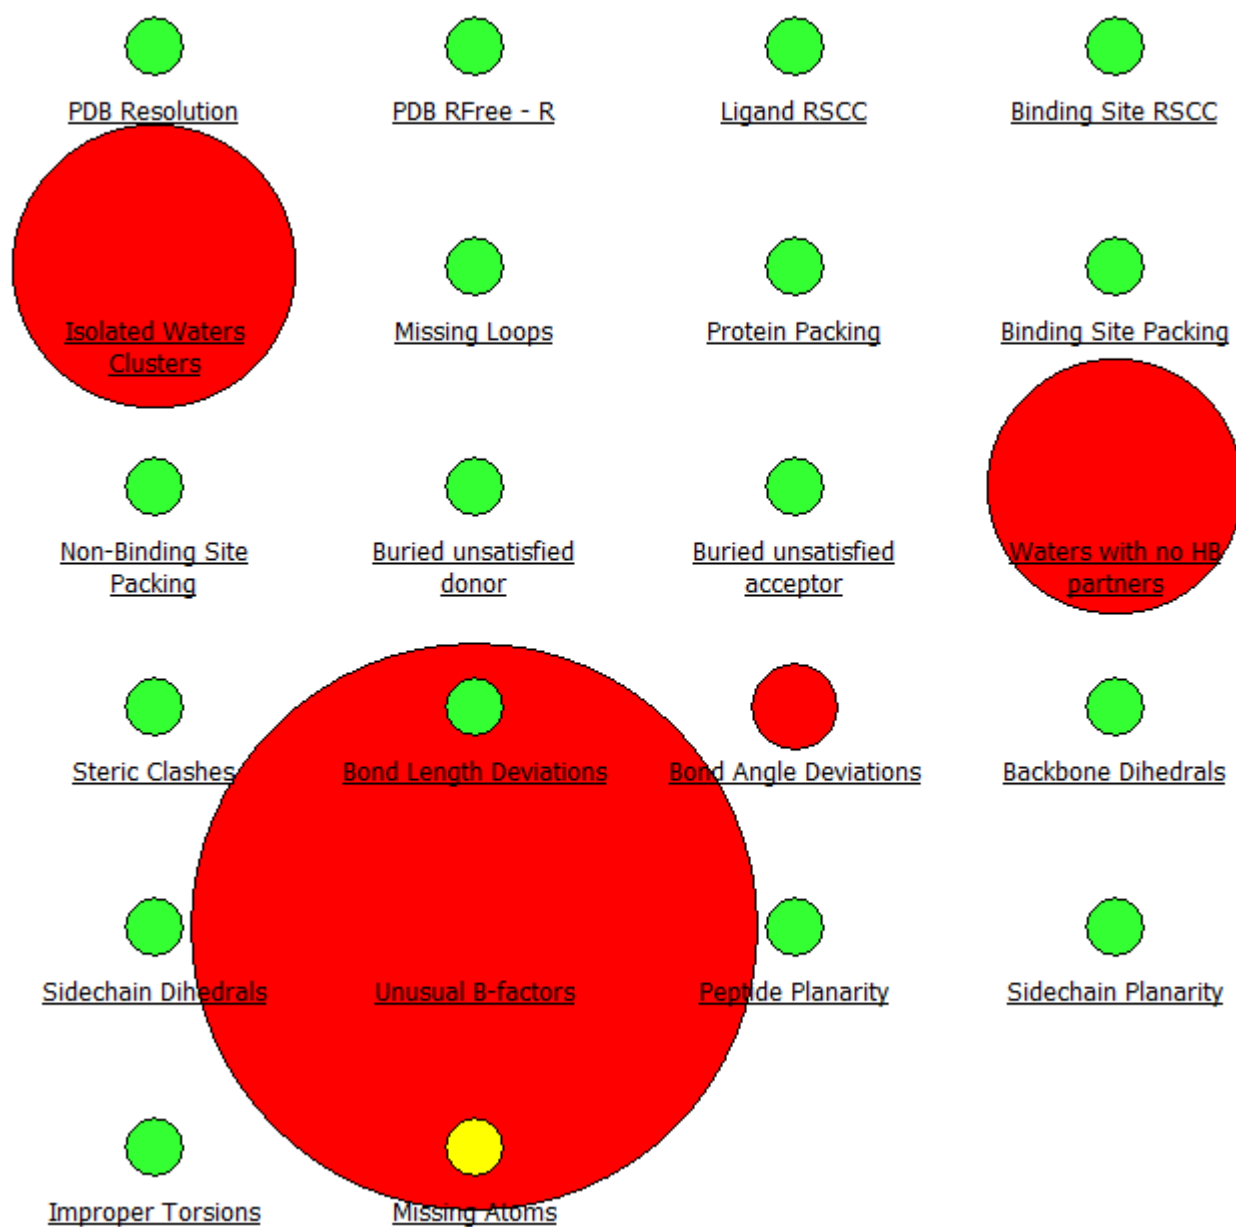 PDB Resolution
PDB RFree - R
Ligand RSCC
Binding Site RSCC
Isolated Waters
Clusters
Missing Loops
Protein Packing
Binding Site Packing
Non-Binding Site
Packing
Buried unsatisfied
donor
Buried unsatisfied
acceptor
Waters with no HB
partners
Steric Clashes
Bond Length Deviations
Bond Angle Deviations
Backbone Dihedrals
Sidechain Dihedrals
Unusual B-factors
Peptide Planarity
Sidechain Planarity
Improper Torsions
Missing Atoms